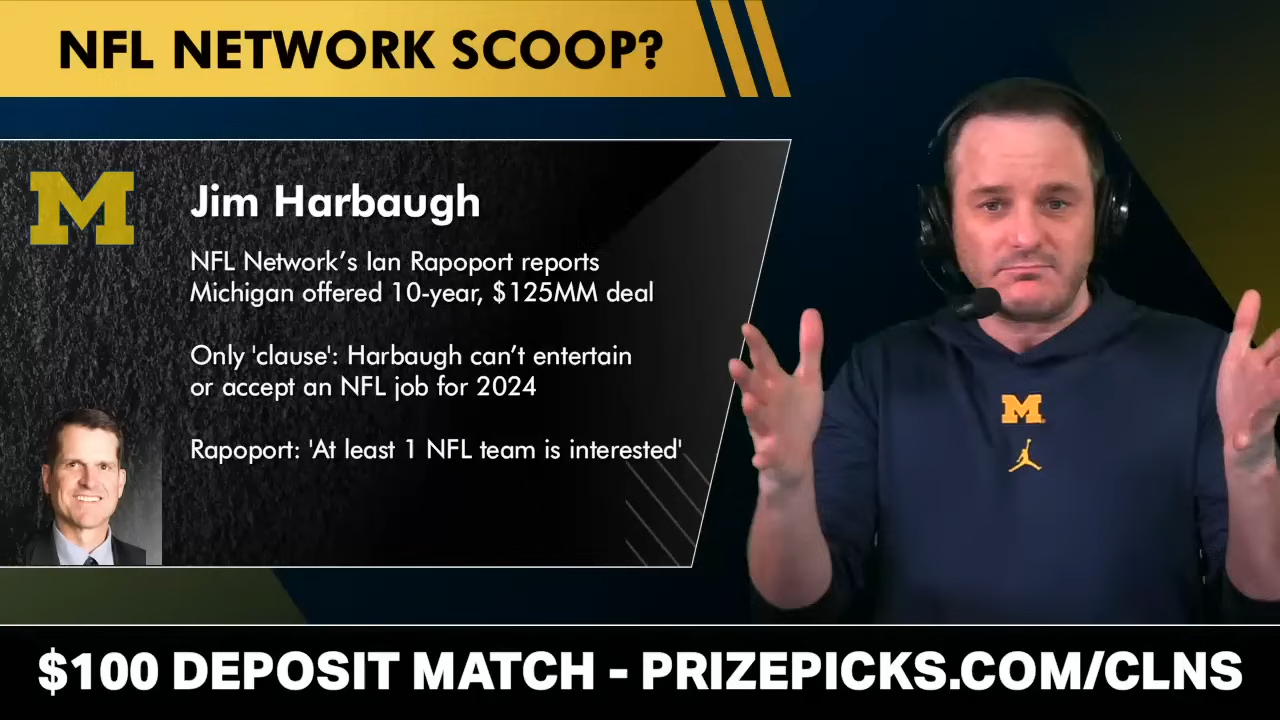 NFL NETWORK SCOOP?
M
Jim Harbaugh
NFL Network’s Ian Rapoport reports
Michigan offered 10-year, $125MM deal
Only 'clause': Harbaugh can’t entertain
or accept an NFL job for 2024
Rapoport: 'At least 1 NFL team is interested'
M
$100 DEPOSIT MATCH - PRIZEPICKS.COM/CLNS